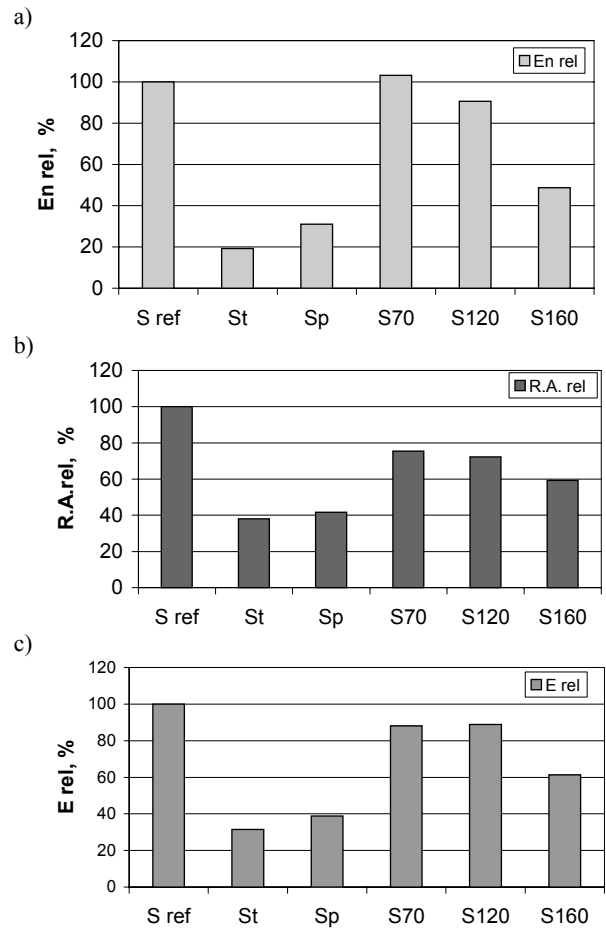 a)
120
100
80
60
40
20
0
En rel, %
En rel
S ref St Sp S70 S120 S160
b)
120
100
80
60
40
20
0
R.A.rel, %
R.A. rel
S ref St Sp S70 S120 S160
c)
120
100
80
60
40
20
0
E rel, %
E rel
S ref St Sp S70 S120 S160